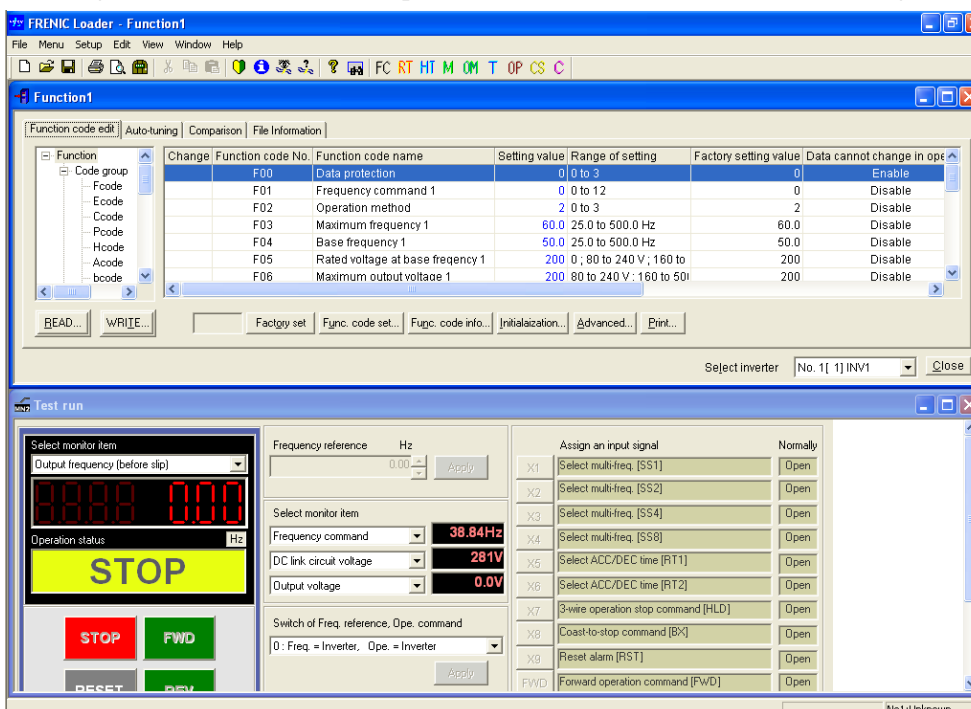 FRENIC Loader - Function1
File Menu Setup Edit View Window Help
FC RT HT M OM T OP CS C
Function1
Function code edit Auto-tuning Comparison File Information
Function
Code group
Fcode
Ecode
Ccode
Pcode
Hcode
Acode
bcode
Change Function code No. Function code name Setting value Range of setting Factory setting value Data cannot change in ope
F00 Data protection 0 0 to 3 0 Enable
F01 Frequency command 1 0 0 to 12 0 Disable
F02 Operation method 2 0 to 3 2 Disable
F03 Maximum frequency 1 60.0 25.0 to 500.0 Hz 60.0 Disable
F04 Base frequency 1 50.0 25.0 to 500.0 Hz 50.0 Disable
F05 Rated voltage at base freqency 1 200 0 ; 80 to 240 V ; 160 to 200 Disable
F06 Maximum output voltage 1 200 80 to 240 V ; 160 to 500 200 Disable
READ... WRITE... Factory set Func. code set... Func. code info... Initialaization... Advanced... Print...
Select inverter No. 1[ 1] INV1 Close
Test run
Select monitor item
Output frequency (before slip)
0.00
Operation status Hz
STOP
STOP FWD
RESET REV
Frequency reference Hz
0.00 Apply
Select monitor item
Frequency command 38.84Hz
DC link circuit voltage 281V
Output voltage 0.0V
Switch of Freq. reference, Ope. command
0 : Freq. = Inverter, Ope. = Inverter
Apply
Assign an input signal Normally
X1 Select multi-freq. [SS1] Open
X2 Select multi-freq. [SS2] Open
X3 Select multi-freq. [SS4] Open
X4 Select multi-freq. [SS8] Open
X5 Select ACC/DEC time [RT1] Open
X6 Select ACC/DEC time [RT2] Open
X7 3-wire operation stop command [HLD] Open
X8 Coast-to-stop command [BX] Open
X9 Reset alarm [RST] Open
FWD Forward operation command [FWD] Open
No1:Unknown